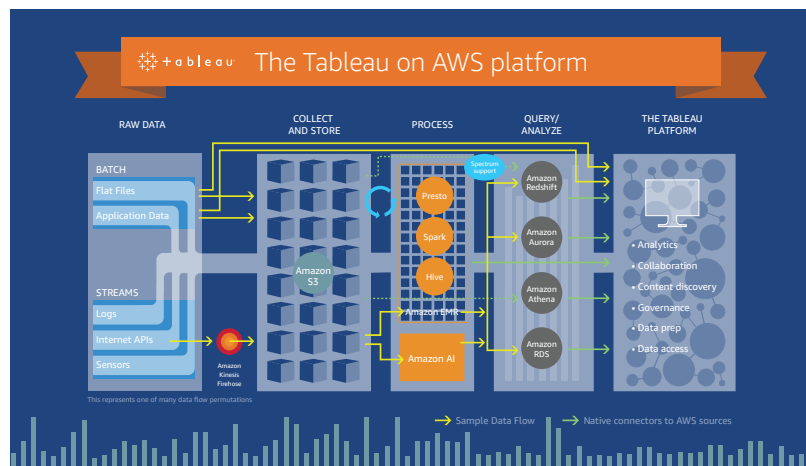 +ableau The Tableau on AWS platform
RAW DATA
COLLECT
AND STORE
PROCESS
QUERY/
ANALYZE
THE TABLEAU
PLATFORM
BATCH
Flat Files
Application Data
STREAMS
Logs
Internet APIs
Sensors
Amazon
Kinesis
Firehose
Amazon
S3
Spectrum
support
Presto
Spark
Hive
Amazon EMR
Amazon AI
Amazon
Redshift
Amazon
Aurora
Amazon
Athena
Amazon
RDS
• Analytics
• Collaboration
• Content discovery
• Governance
• Data prep
• Data access
This represents one of many data flow permutations
Sample Data Flow
Native connectors to AWS sources